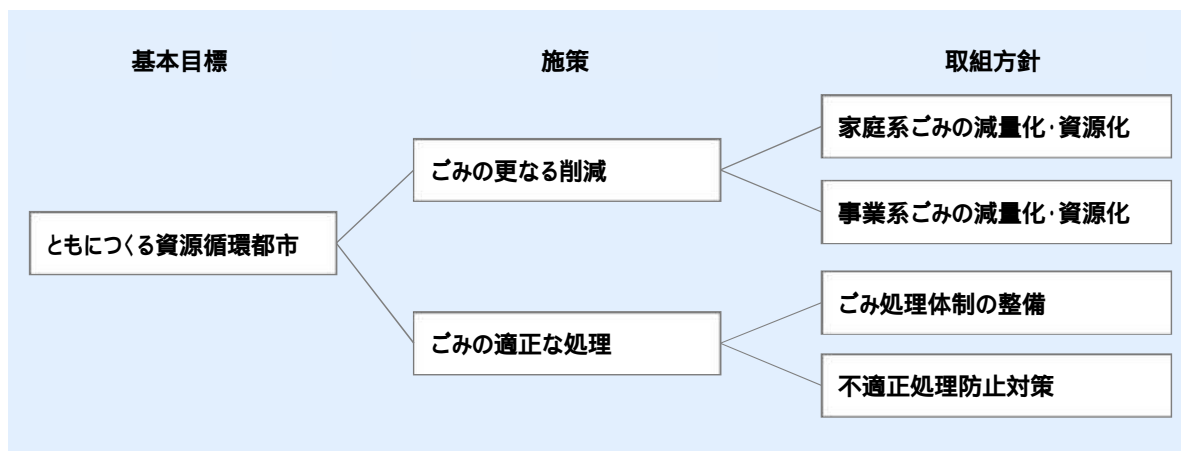 基本目標
施策
取組方針
ともにつくる資源循環都市
ごみの更なる削減
家庭系ごみの減量化・資源化
事業系ごみの減量化・資源化
ごみの適正な処理
ごみ処理体制の整備
不適正処理防止対策